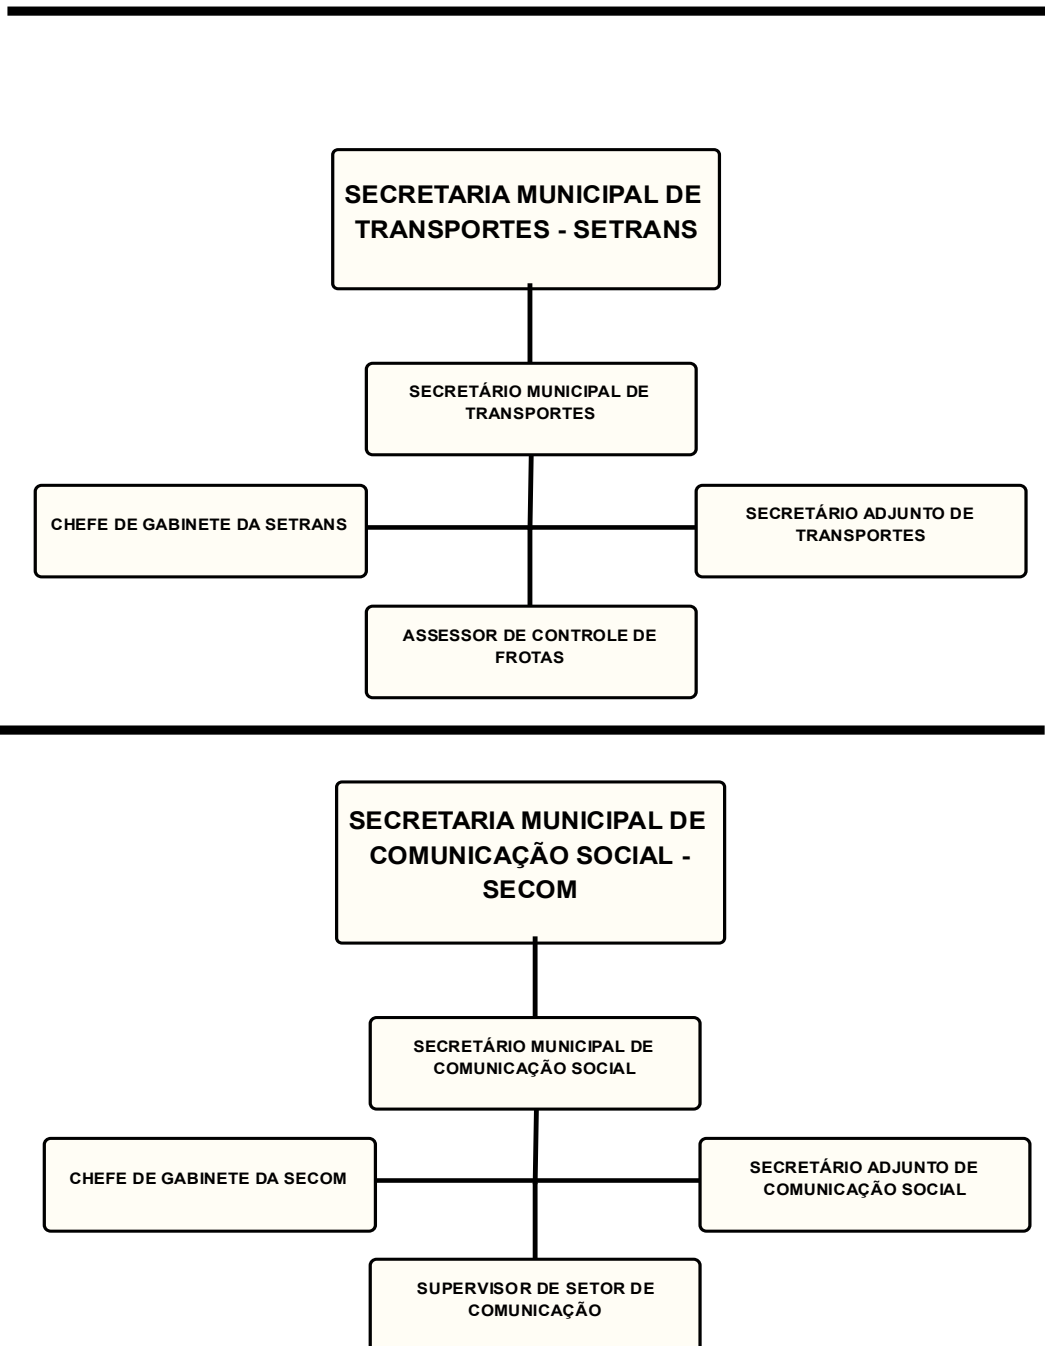 SECRETARIA MUNICIPAL DE
TRANSPORTES - SETRANS
SECRETÁRIO MUNICIPAL DE
TRANSPORTES
CHEFE DE GABINETE DA SETRANS
SECRETÁRIO ADJUNTO DE
TRANSPORTES
ASSESSOR DE CONTROLE DE
FROTAS
SECRETARIA MUNICIPAL DE
COMUNICAÇÃO SOCIAL -
SECOM
SECRETÁRIO MUNICIPAL DE
COMUNICAÇÃO SOCIAL
CHEFE DE GABINETE DA SECOM
SECRETÁRIO ADJUNTO DE
COMUNICAÇÃO SOCIAL
SUPERVISOR DE SETOR DE
COMUNICAÇÃO